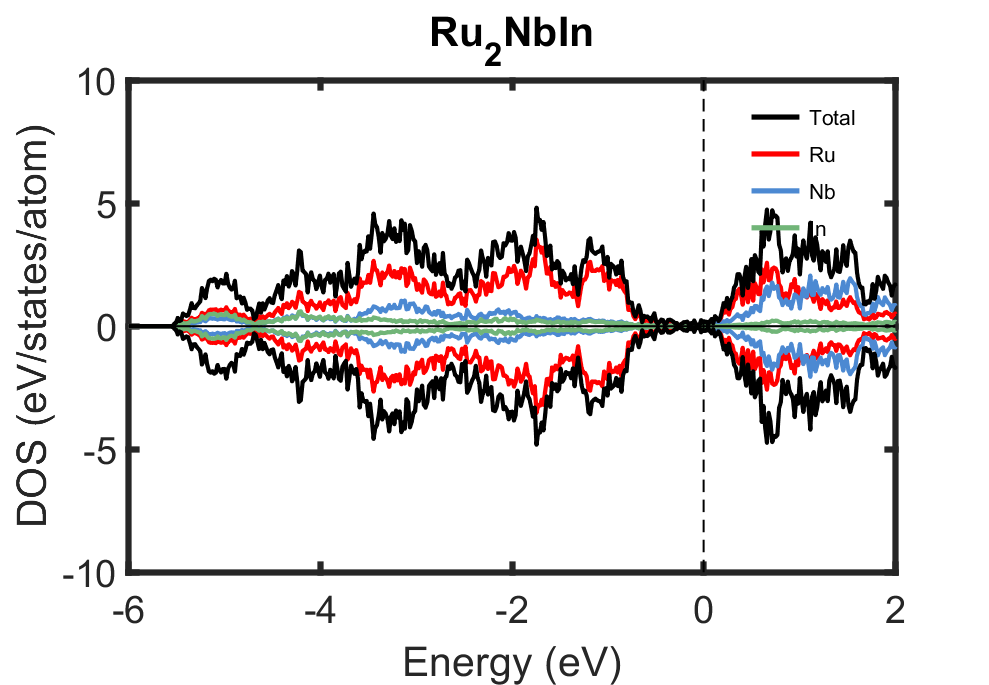 Ru2NbIn
10
5
0
-5
-10
-6 -4 -2 0 2
Energy (eV)
DOS (eV/states/atom)
Total
Ru
Nb
In